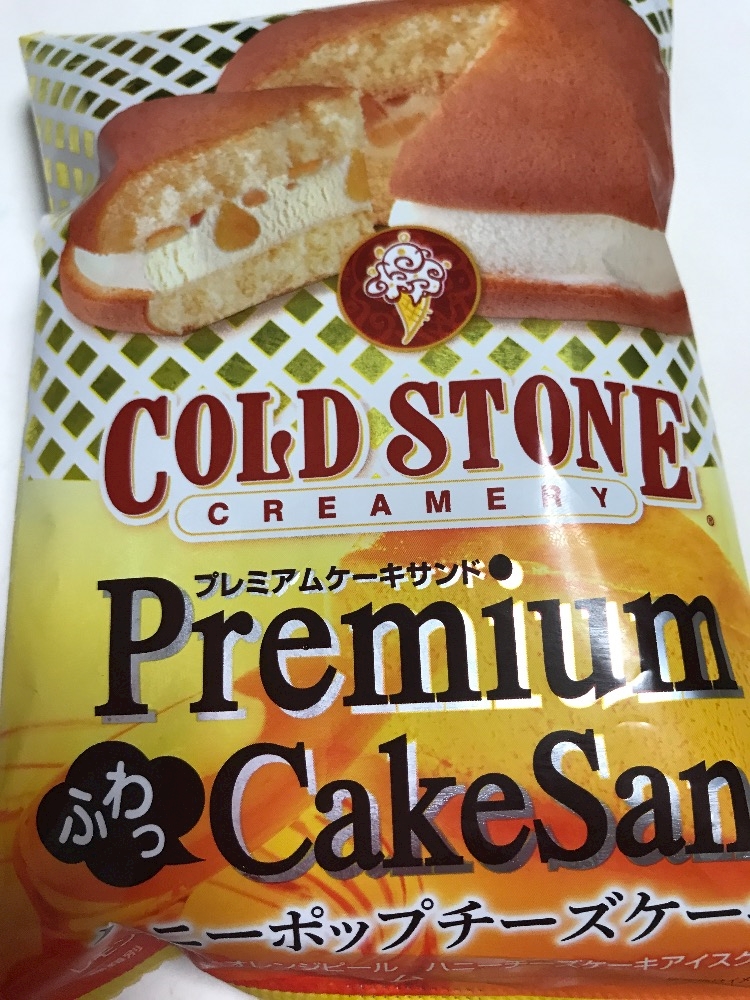 COLD STONE
CREAMERY
プレミアムケーキサンド
Premium
ふわっ
CakeSan
ニーポップチーズケー
オレンジピール ハニーチーズケーキアイスク